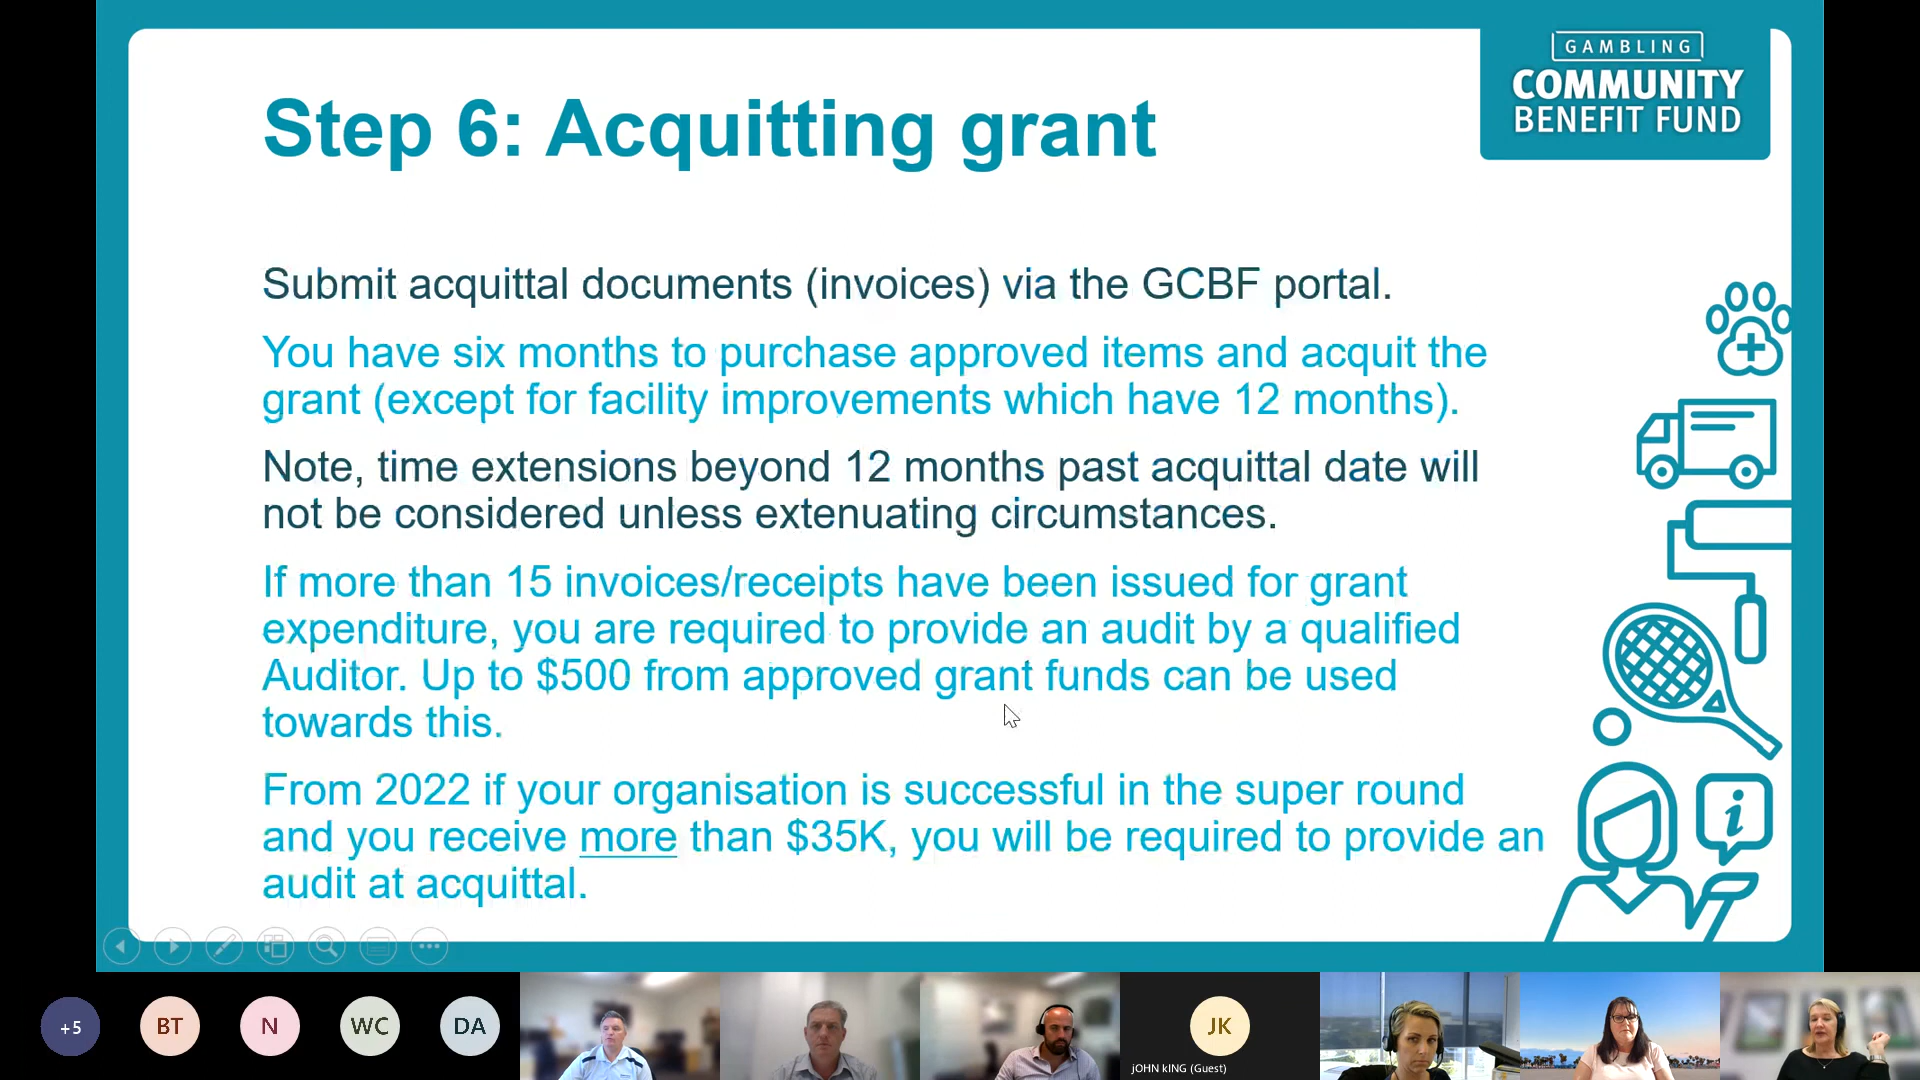 GAMBLING
COMMUNITY
BENEFIT FUND
Step 6: Acquitting grant
Submit acquittal documents (invoices) via the GCBF portal.
You have six months to purchase approved items and acquit the
grant (except for facility improvements which have 12 months).
Note, time extensions beyond 12 months past acquittal date will
not be considered unless extenuating circumstances.
If more than 15 invoices/receipts have been issued for grant
expenditure, you are required to provide an audit by a qualified
Auditor. Up to $500 from approved grant funds can be used
towards this.
From 2022 if your organisation is successful in the super round
and you receive more than $35K, you will be required to provide an
audit at acquittal.
i
+5
BT
N
WC
DA
JK
jOHN kING (Guest)